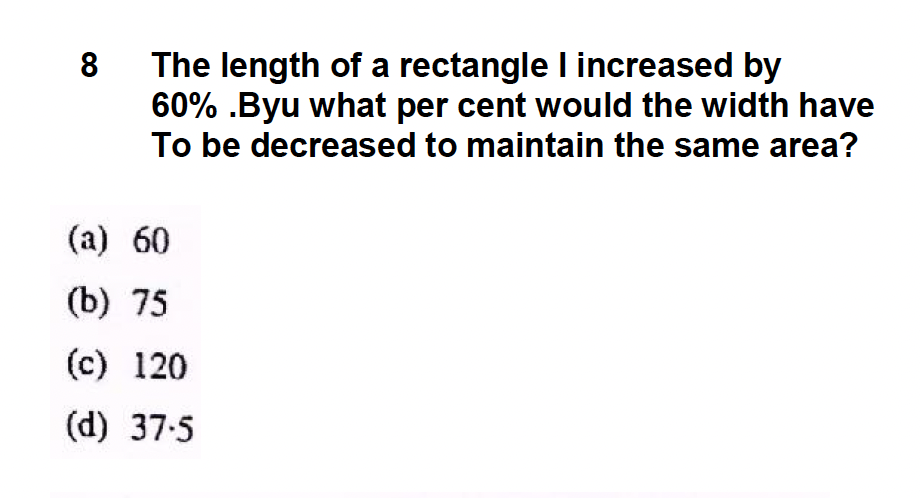 8 The length of a rectangle l increased by
60% .Byu what per cent would the width have
To be decreased to maintain the same area?
(a) 60
(b) 75
(c) 120
(d) 37·5